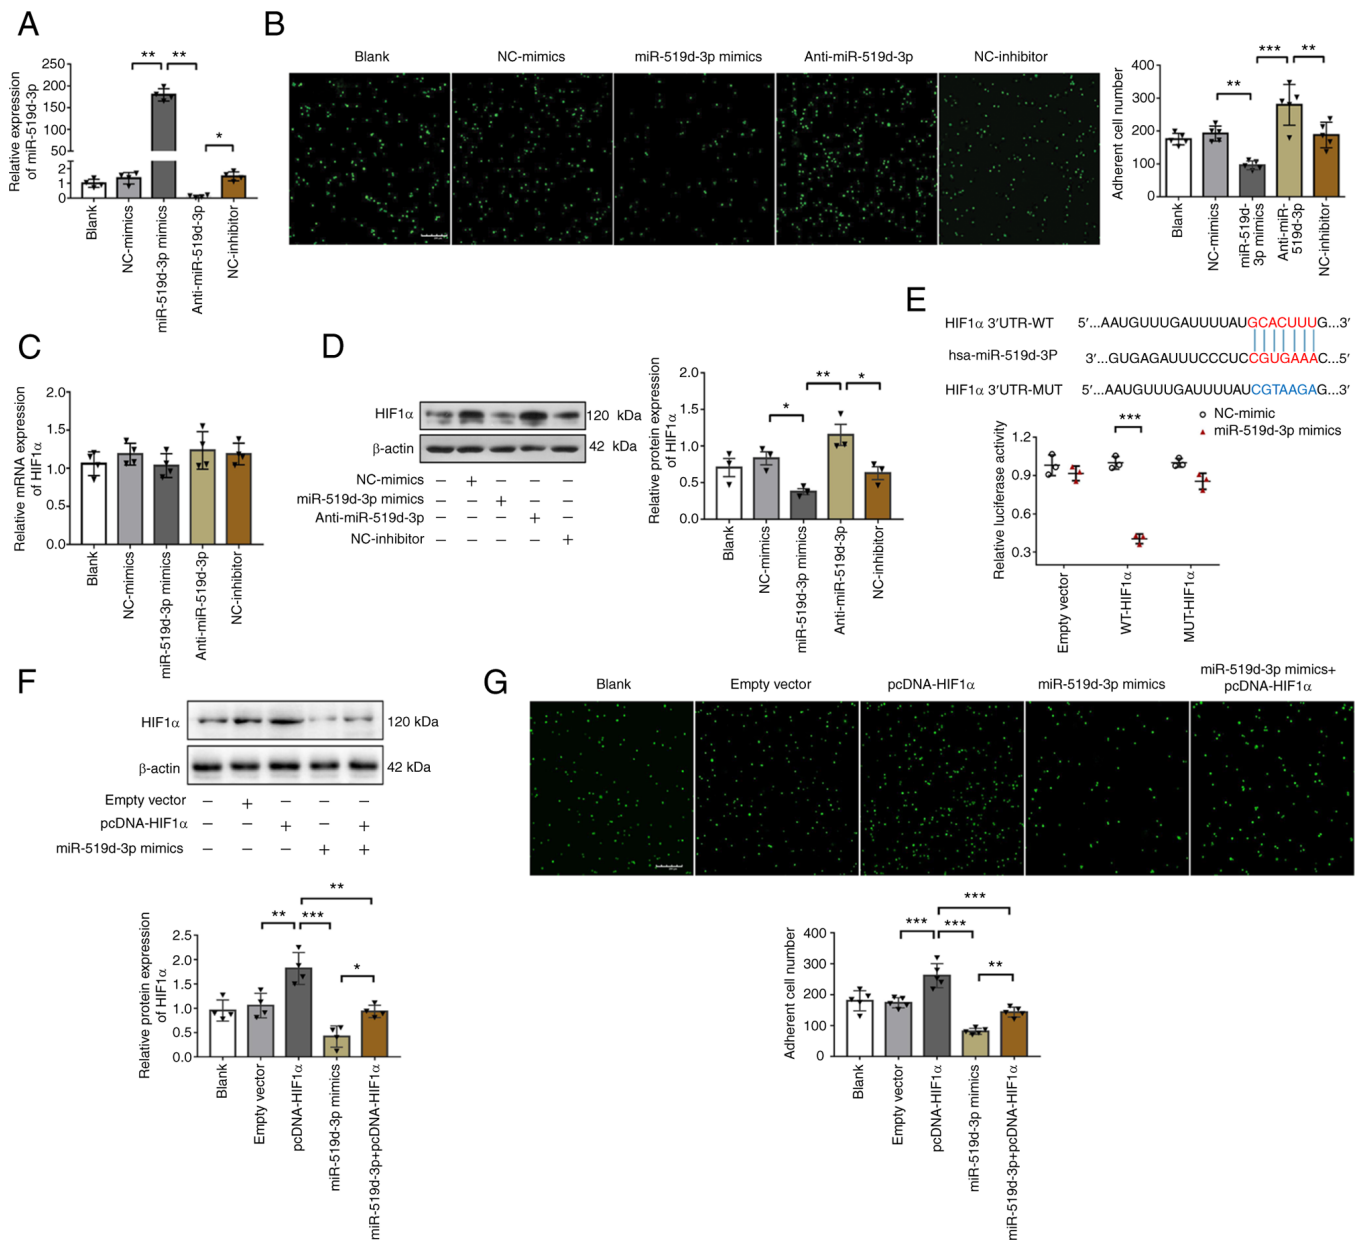 A
Relative expression
of miR-519d-3p
250
200
150
100
50
2
1
0
** **
*
Blank
NC-mimics
miR-519d-3p mimics
Anti-miR-519d-3p
NC-inhibitor
B
Blank NC-mimics miR-519d-3p mimics Anti-miR-519d-3p NC-inhibitor
Adherent cell number
400
300
200
100
0
*** **
**
Blank
NC-mimics
miR-519d-
3p mimics
Anti-miR-
519d-3p
NC-inhibitor
C
Relative mRNA expression
of HIF1α
2.0
1.5
1.0
0.5
0.0
Blank
NC-mimics
miR-519d-3p mimics
Anti-miR-519d-3p
NC-inhibitor
D
HIF1α 120 kDa
β-actin 42 kDa
NC-mimics – + – – –
miR-519d-3p mimics – – + – –
Anti-miR-519d-3p – – – + –
NC-inhibitor – – – – +
Relative protein expression
of HIF1α
2.0
1.5
1.0
0.5
0.0
** *
*
Blank
NC-mimics
miR-519d-3p mimics
Anti-miR-519d-3p
NC-inhibitor
E
HIF1α 3′UTR-WT 5′...AAUGUUUGAUUUUAUGCACUUUG...3′
hsa-miR-519d-3P 3′...GUGAGAUUUCCCUCCGUGAAAC...5′
HIF1α 3′UTR-MUT 5′...AAUGUUUGAUUUUAUCGTAAGAG...3′
NC-mimic
miR-519d-3p mimics
***
Relative luciferase activity
1.2
0.9
0.6
0.3
Empty vector
WT-HIF1α
MUT-HIF1α
F
HIF1α 120 kDa
β-actin 42 kDa
Empty vector – + – – –
pcDNA-HIF1α – – + – +
miR-519d-3p mimics – – – + +
Relative protein expression
of HIF1α
2.5
2.0
1.5
1.0
0.5
0.0
**
** ***
*
Blank
Empty vector
pcDNA-HIF1α
miR-519d-3p mimics
miR-519d-3p+pcDNA-HIF1α
G
Blank Empty vector pcDNA-HIF1α miR-519d-3p mimics miR-519d-3p mimics+
pcDNA-HIF1α
Adherent cell number
400
300
200
100
0
***
*** ***
**
Blank
Empty vector
pcDNA-HIF1α
miR-519d-3p mimics
miR-519d-3p+pcDNA-HIF1α